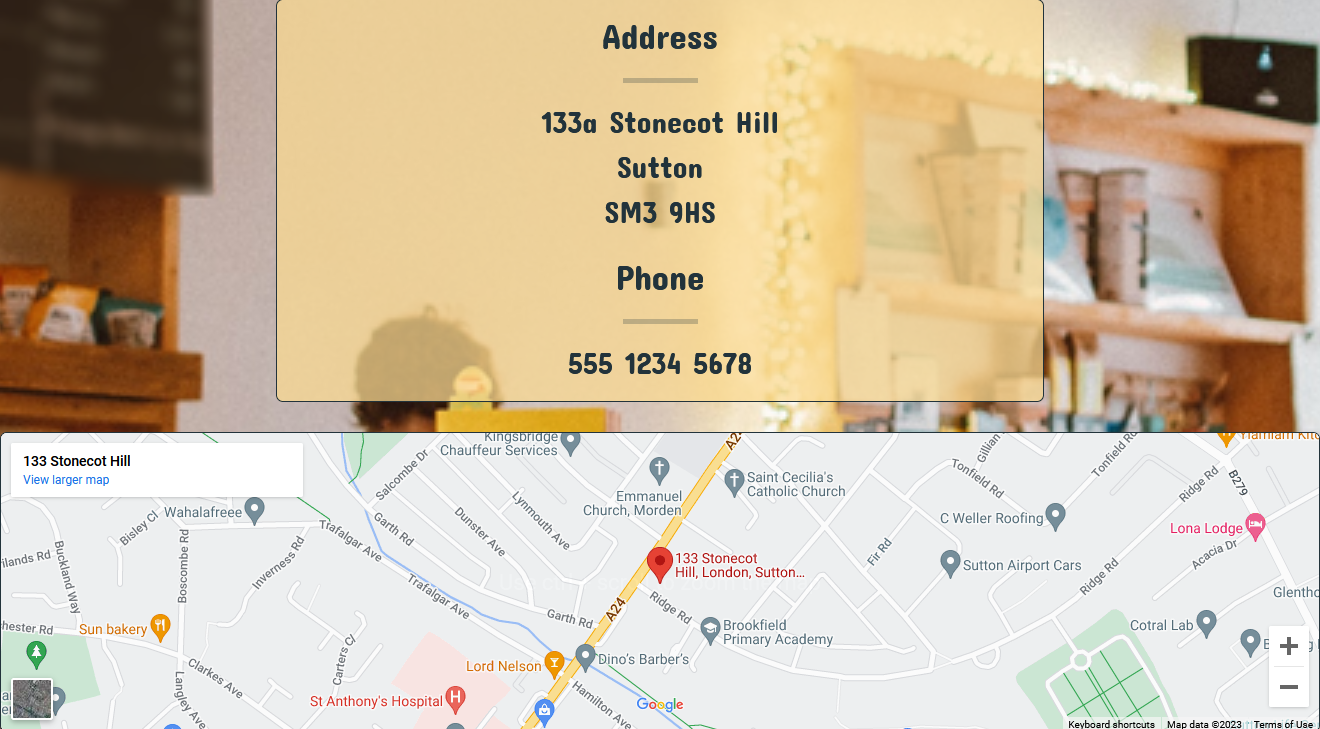 Address
133a Stonecot Hill
Sutton
SM3 9HS
Phone
555 1234 5678
133 Stonecot Hill
View larger map
Kingsbridge
Chauffeur Services
A24
Emmanuel
Church, Morden
Saint Cecilia's
Catholic Church
Gillian
Tonfield Rd
Tonfield Rd
Ridge Rd
B279
Salcombe Dr
Wahalafreee
Bisley Cl
Trafalgar Ave
Garth Rd
Dunster Ave
Lynmouth Ave
C Weller Roofing
Lona Lodge
Acacia Dr
Fir Rd
133 Stonecot
Hill, London, Sutton...
Sutton Airport Cars
Ridge Rd
Buckland Way
Boscombe Rd
Inverness Rd
Trafalgar Ave
Garth Rd
A24
Ridge Rd
Brookfield
Primary Academy
Cotral Lab
Sun bakery
Carters Cl
Clarkes Ave
Langley Ave
Lord Nelson
Dino's Barber's
St Anthony's Hospital
H
Hamilton Ave
Google
Keyboard shortcuts
Map data ©2023
Terms of Use